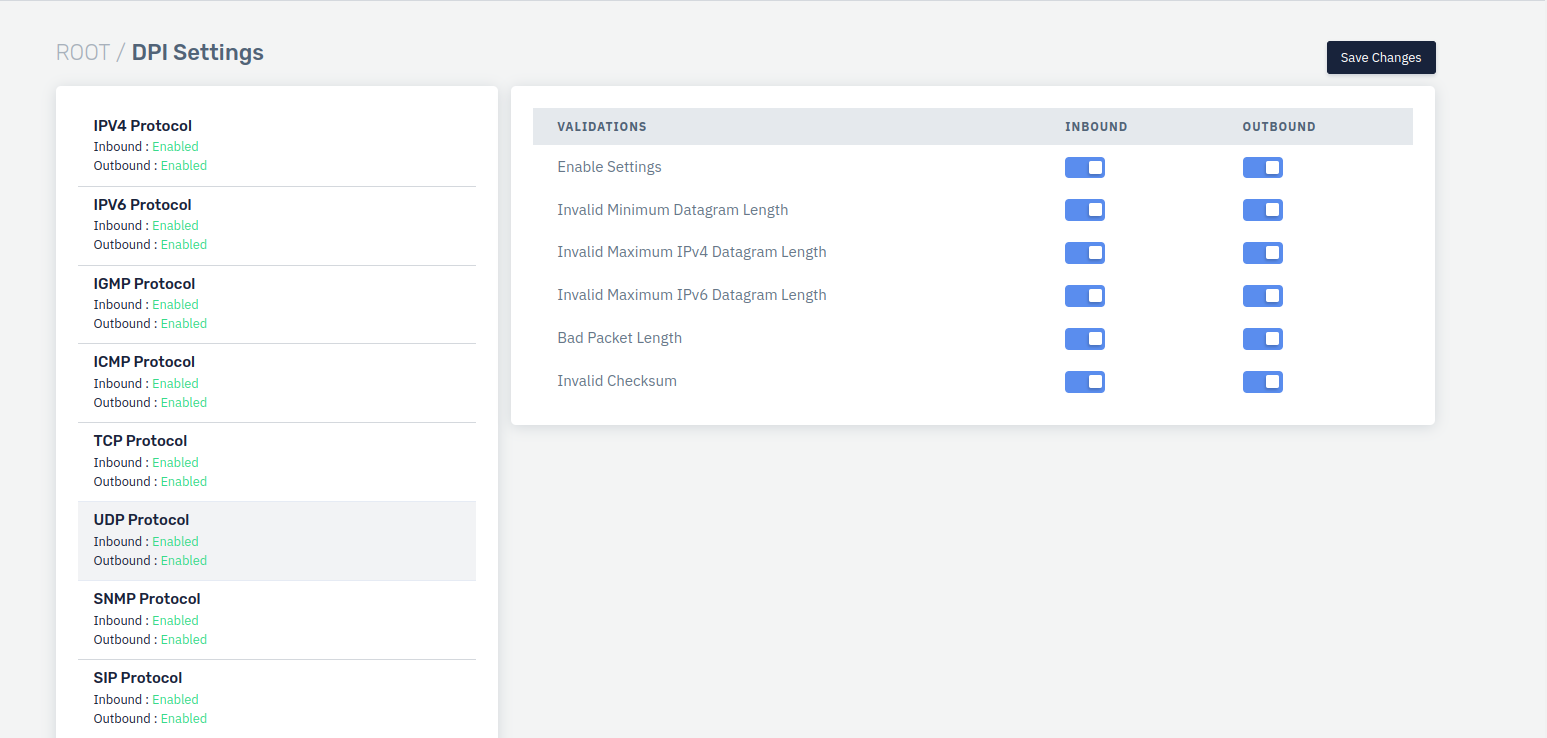 ROOT / DPI Settings
Save Changes
IPV4 Protocol
Inbound : Enabled
Outbound : Enabled
IPV6 Protocol
Inbound : Enabled
Outbound : Enabled
IGMP Protocol
Inbound : Enabled
Outbound : Enabled
ICMP Protocol
Inbound : Enabled
Outbound : Enabled
TCP Protocol
Inbound : Enabled
Outbound : Enabled
UDP Protocol
Inbound : Enabled
Outbound : Enabled
SNMP Protocol
Inbound : Enabled
Outbound : Enabled
SIP Protocol
Inbound : Enabled
Outbound : Enabled
VALIDATIONS INBOUND OUTBOUND
Enable Settings
Invalid Minimum Datagram Length
Invalid Maximum IPv4 Datagram Length
Invalid Maximum IPv6 Datagram Length
Bad Packet Length
Invalid Checksum